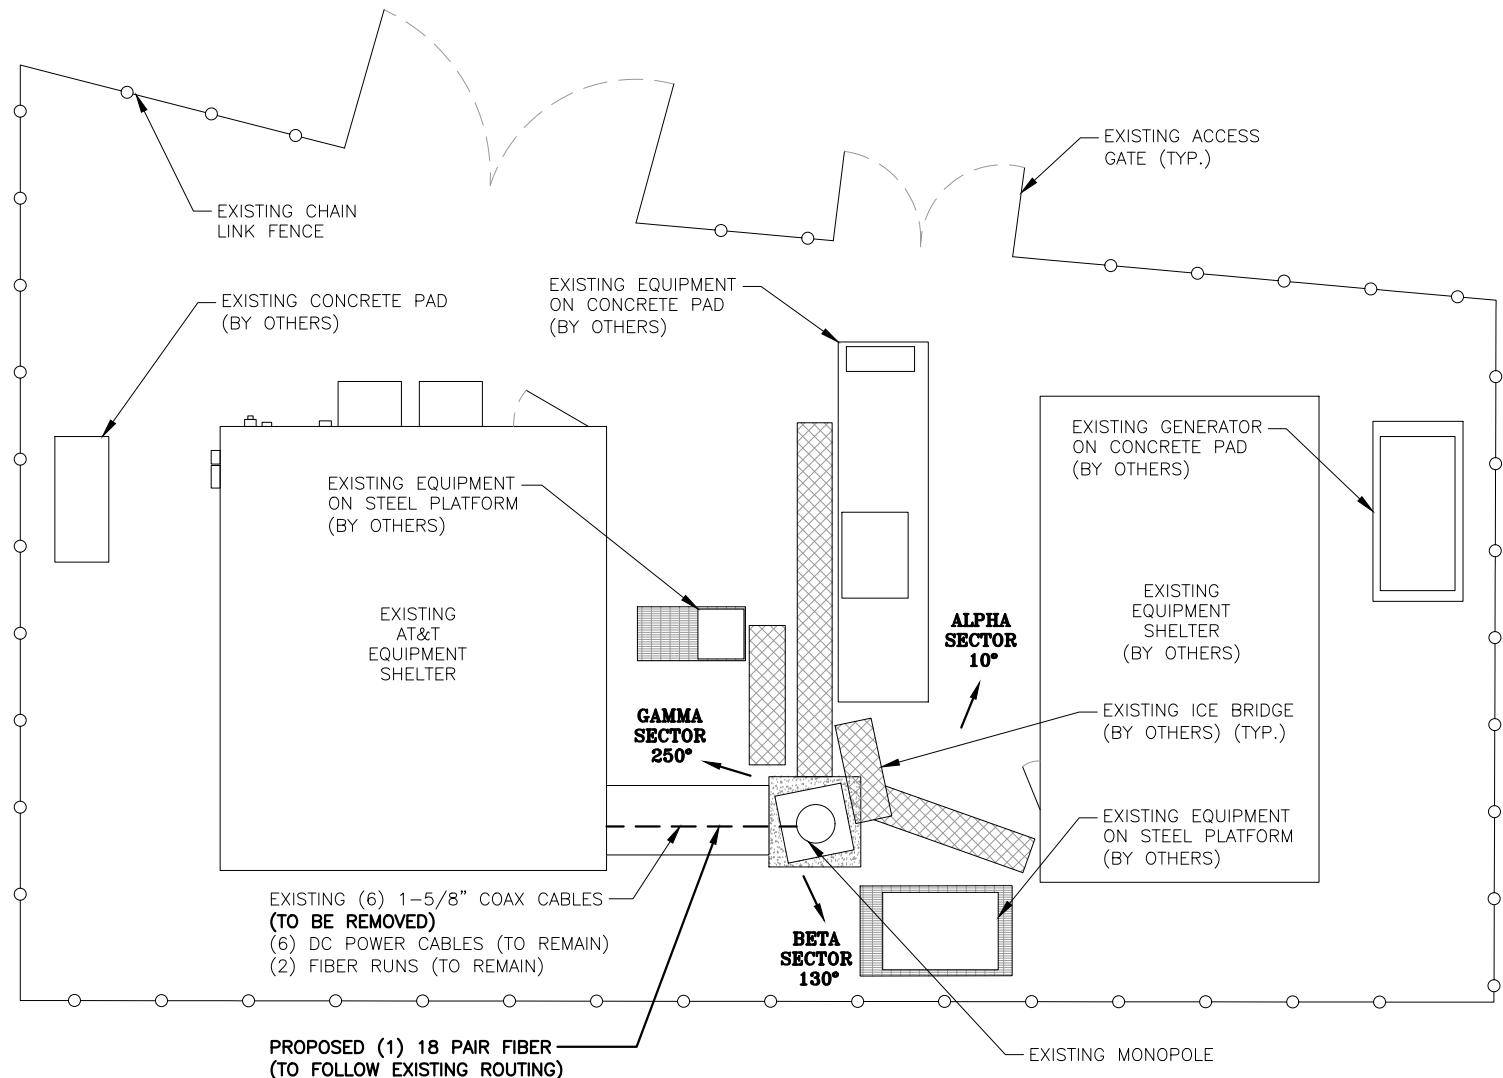 EXISTING ACCESS
GATE (TYP.)
EXISTING CHAIN
LINK FENCE
EXISTING CONCRETE PAD
(BY OTHERS)
EXISTING EQUIPMENT
ON CONCRETE PAD
(BY OTHERS)
EXISTING GENERATOR
ON CONCRETE PAD
(BY OTHERS)
EXISTING EQUIPMENT
ON STEEL PLATFORM
(BY OTHERS)
EXISTING
AT&T
EQUIPMENT
SHELTER
ALPHA
SECTOR
10°
EXISTING
EQUIPMENT
SHELTER
(BY OTHERS)
GAMMA
SECTOR
250°
EXISTING ICE BRIDGE
(BY OTHERS) (TYP.)
EXISTING EQUIPMENT
ON STEEL PLATFORM
(BY OTHERS)
EXISTING (6) 1-5/8" COAX CABLES
(TO BE REMOVED)
(6) DC POWER CABLES (TO REMAIN)
(2) FIBER RUNS (TO REMAIN)
BETA
SECTOR
130°
PROPOSED (1) 18 PAIR FIBER
(TO FOLLOW EXISTING ROUTING)
EXISTING MONOPOLE